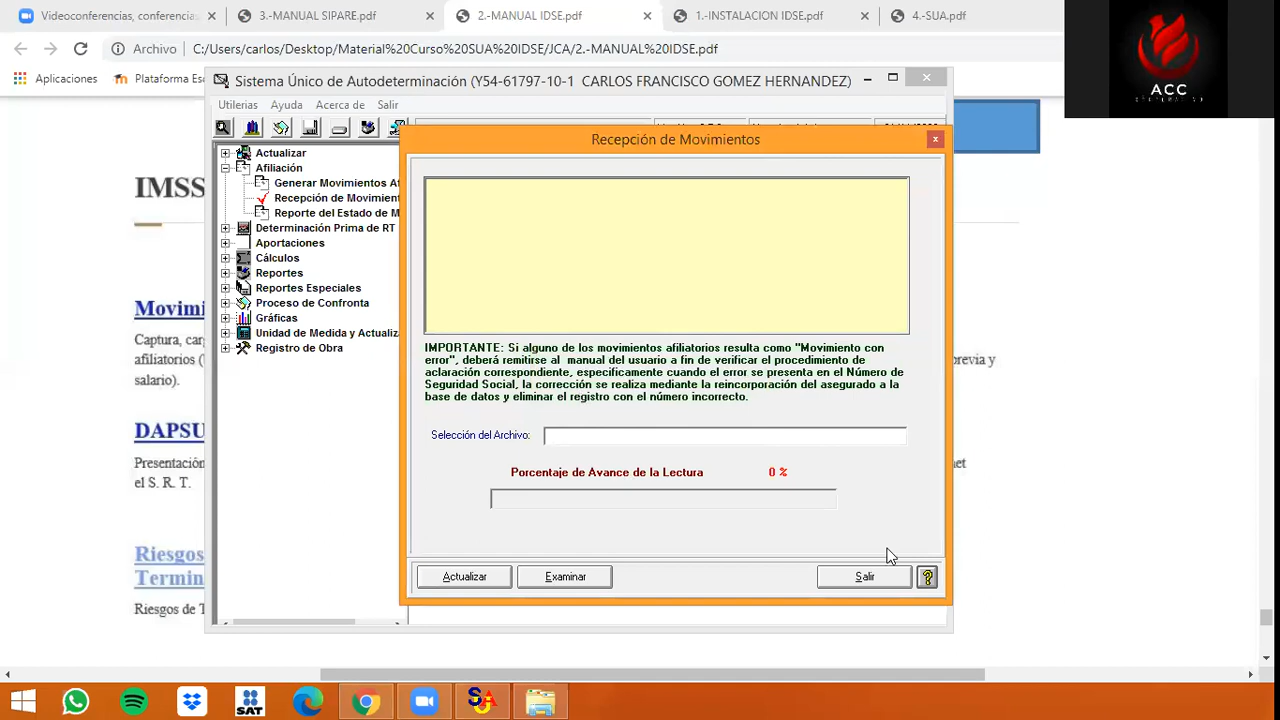 Videoconferencias, conferencia
3.-MANUAL SIPARE.pdf
2.-MANUAL IDSE.pdf
1.-INSTALACION IDSE.pdf
4.-SUA.pdf
Archivo
C:/Users/carlos/Desktop/Material%20Curso%20SUA%20IDSE/JCA/2.-MANUAL%20IDSE.pdf
Aplicaciones
Plataforma Es
ACC
Sistema Único de Autodeterminación (Y54-61797-10-1 CARLOS FRANCISCO GOMEZ HERNANDEZ)
Utilerias Ayuda Acerca de Salir
Actualizar
Afiliación
Generar Movimientos Af
Recepción de Movimient
Reporte del Estado de M
Determinación Prima de RT
Aportaciones
Cálculos
Reportes
Reportes Especiales
Proceso de Confronta
Gráficas
Unidad de Medida y Actualiz
Registro de Obra
Recepción de Movimientos
IMPORTANTE: Si alguno de los movimientos afiliatorios resulta como "Movimiento con
error", deberá remitirse al manual del usuario a fin de verificar el procedimiento de
aclaración correspondiente, especificamente cuando el error se presenta en el Número de
Seguridad Social, la corrección se realiza mediante la reincorporación del asegurado a la
base de datos y eliminar el registro con el número incorrecto.
Selección del Archivo:
Porcentaje de Avance de la Lectura 0 %
Actualizar
Examinar
Salir
?
IMSS
Movimi
Captura, car
afiliatorios (
salario).
previa y
DAPSU
Presentación
el S. R. T.
net
Riesgos
Termin
Riesgos de T
SAT